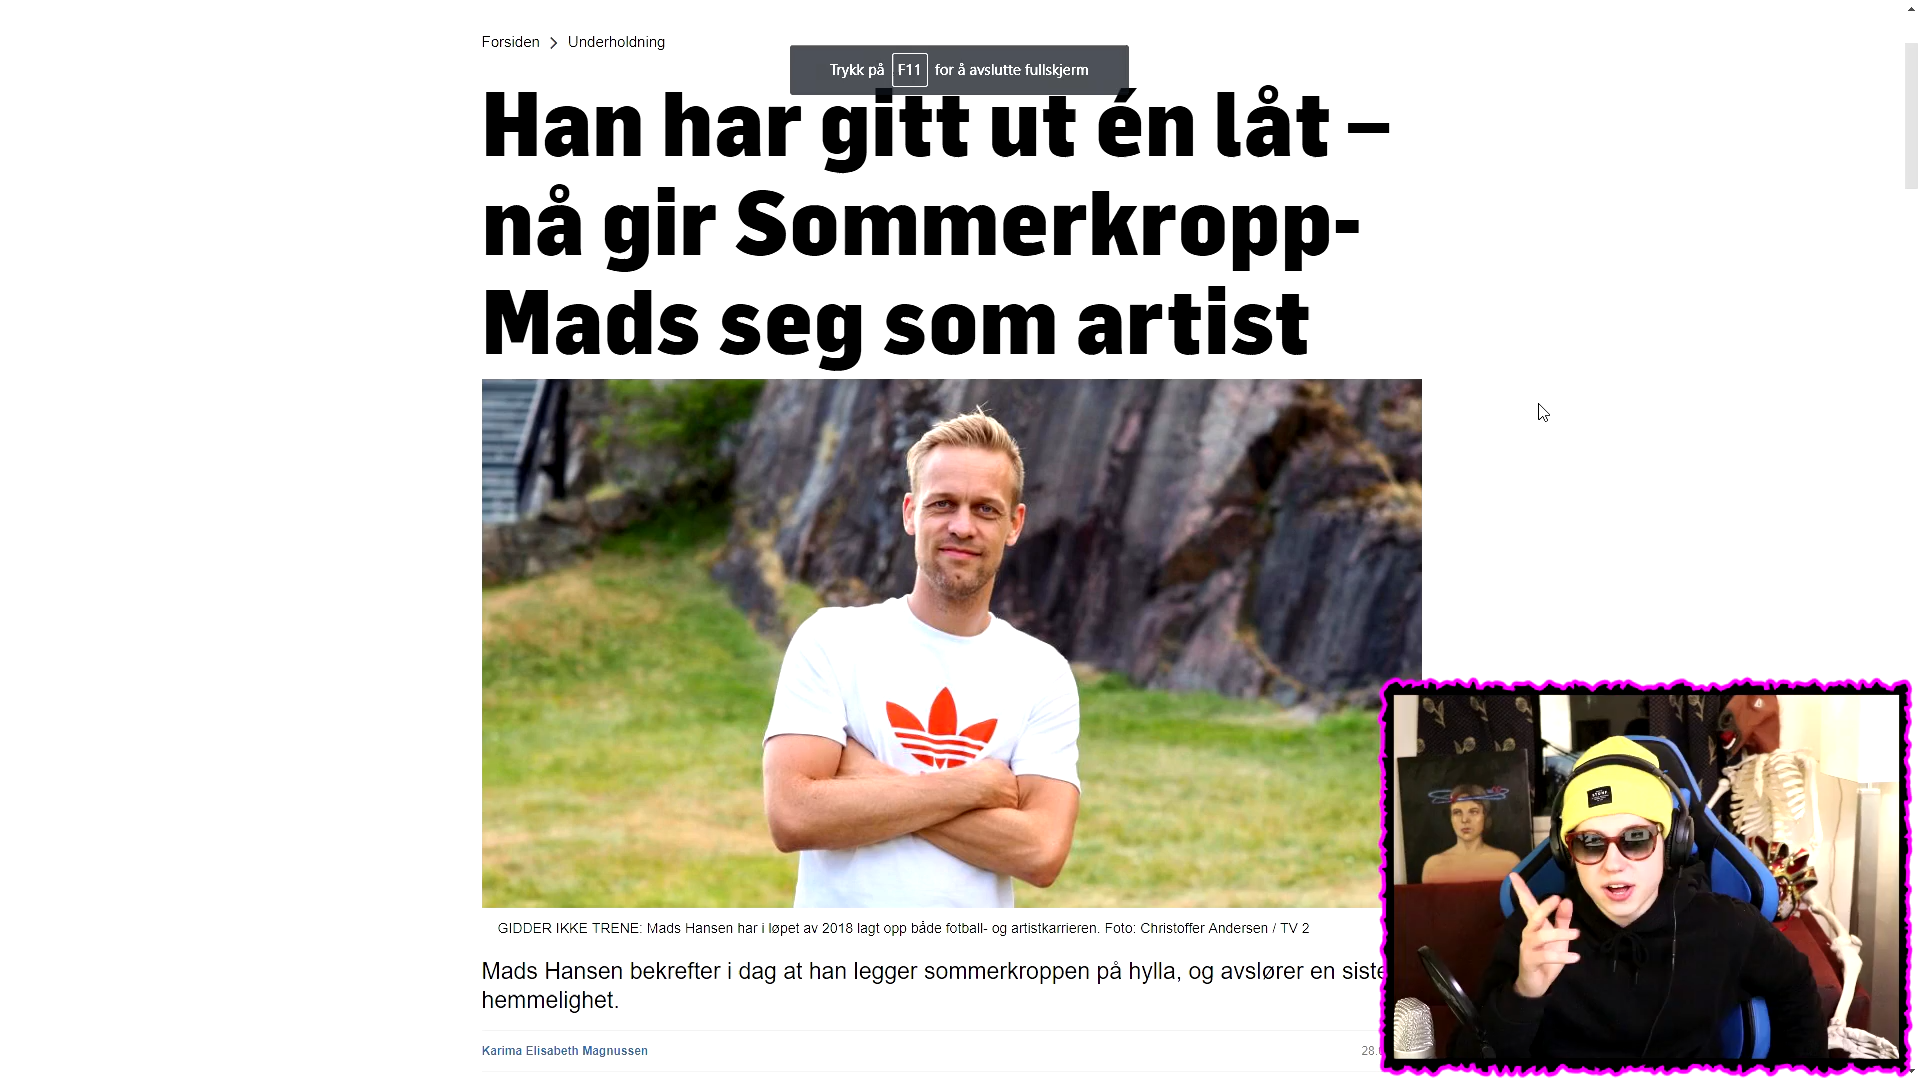 Forsiden > Underholdning
Trykk på F11 for å avslutte fullskjerm
Han har gitt ut én låt –
nå gir Sommerkropp-
Mads seg som artist
GIDDER IKKE TRENE: Mads Hansen har i løpet av 2018 lagt opp både fotball- og artistkarrieren. Foto: Christoffer Andersen / TV 2
Mads Hansen bekrefter i dag at han legger sommerkroppen på hylla, og avslører en siste
hemmelighet.
Karima Elisabeth Magnussen
28.